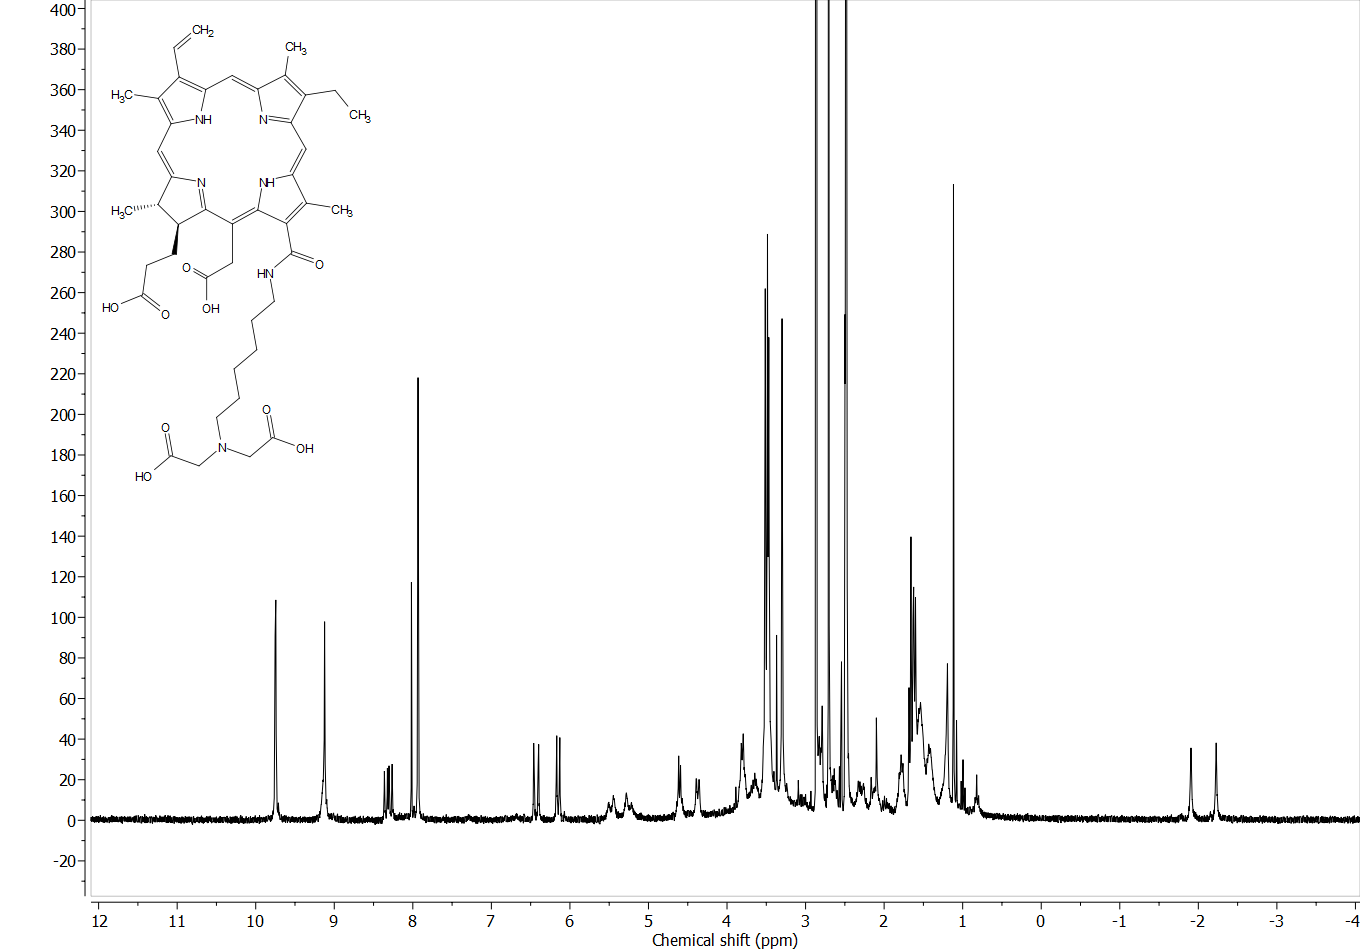 400
380
360
340
320
300
280
260
240
220
200
180
160
140
120
100
80
60
40
20
0
-20
CH₂
CH₃
H₃C
CH₃
NH
N
N
NH
H₃C
CH₃
O
O
HN
HO
O
OH
O
O
N
OH
HO
12 11 10 9 8 7 6 5 4 3 2 1 0 -1 -2 -3 -4
Chemical shift (ppm)